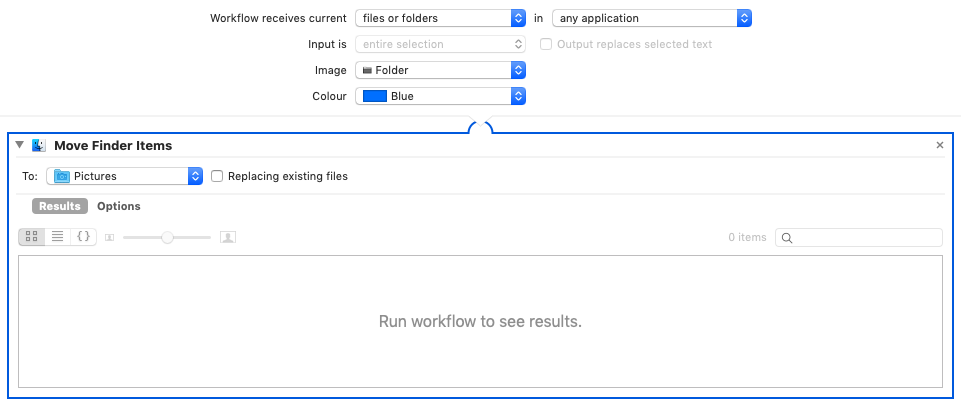 Workflow receives current files or folders in any application
Input is entire selection Output replaces selected text
Image Folder
Colour Blue
Move Finder Items
To: Pictures Replacing existing files
Results Options
0 items
Run workflow to see results.